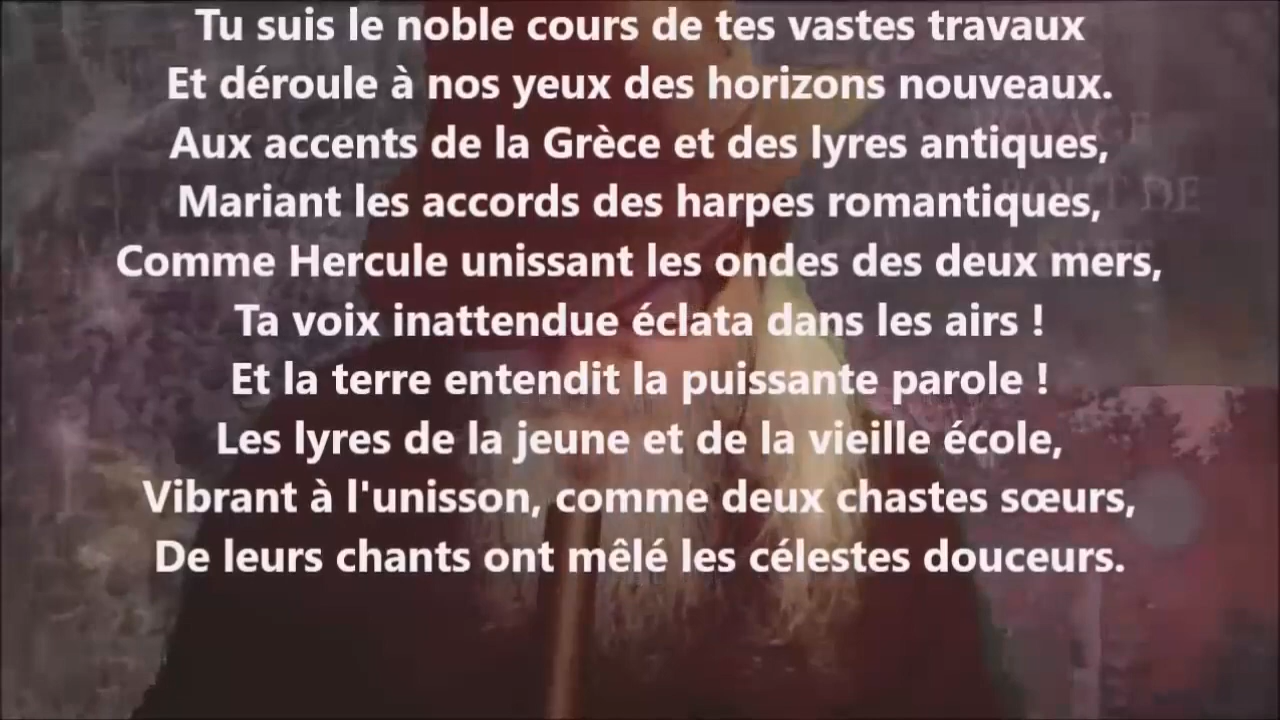 Tu suis le noble cours de tes vastes travaux
Et déroule à nos yeux des horizons nouveaux.
Aux accents de la Grèce et des lyres antiques,
Mariant les accords des harpes romantiques,
Comme Hercule unissant les ondes des deux mers,
Ta voix inattendue éclata dans les airs !
Et la terre entendit la puissante parole !
Les lyres de la jeune et de la vieille école,
Vibrant à l'unisson, comme deux chastes sœurs,
De leurs chants ont mêlé les célestes douceurs.